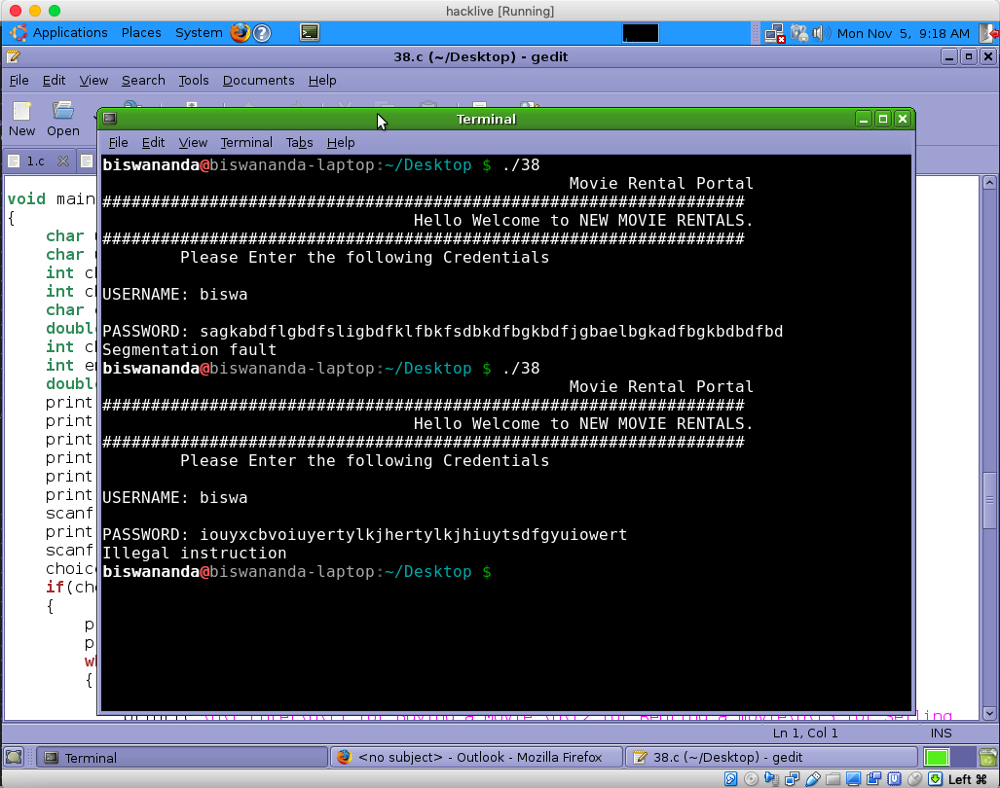 hacklive [Running]
Applications Places System Mon Nov 5, 9:18 AM
38.c (~/Desktop) - gedit
File Edit View Search Tools Documents Help
New Open
Terminal
File Edit View Terminal Tabs Help
1.c
biswananda@biswananda-laptop:~/Desktop $ ./38
Movie Rental Portal
##################################################################
Hello Welcome to NEW MOVIE RENTALS.
##################################################################
Please Enter the following Credentials
USERNAME: biswa
PASSWORD: sagkabdflgbdfsligbdfklfbkfsdbkdfbgkbdfjgbaelbgkadfbgkbdbdfbd
Segmentation fault
biswananda@biswananda-laptop:~/Desktop $ ./38
Movie Rental Portal
##################################################################
Hello Welcome to NEW MOVIE RENTALS.
##################################################################
Please Enter the following Credentials
USERNAME: biswa
PASSWORD: iouyxcbvoiuyertylkjhertylkjhiuytsdfgyuiowert
Illegal instruction
biswananda@biswananda-laptop:~/Desktop $
void main
{
char
char
int
int
char
doubl
int
int
doubl
print
print
print
print
print
print
scanf
print
scanf
choic
if(ch
{
p
p
wh
{
Ln 1, Col 1 INS
Terminal <no subject> - Outlook - Mozilla Firefox 38.c (~/Desktop) - gedit
Left ⌘